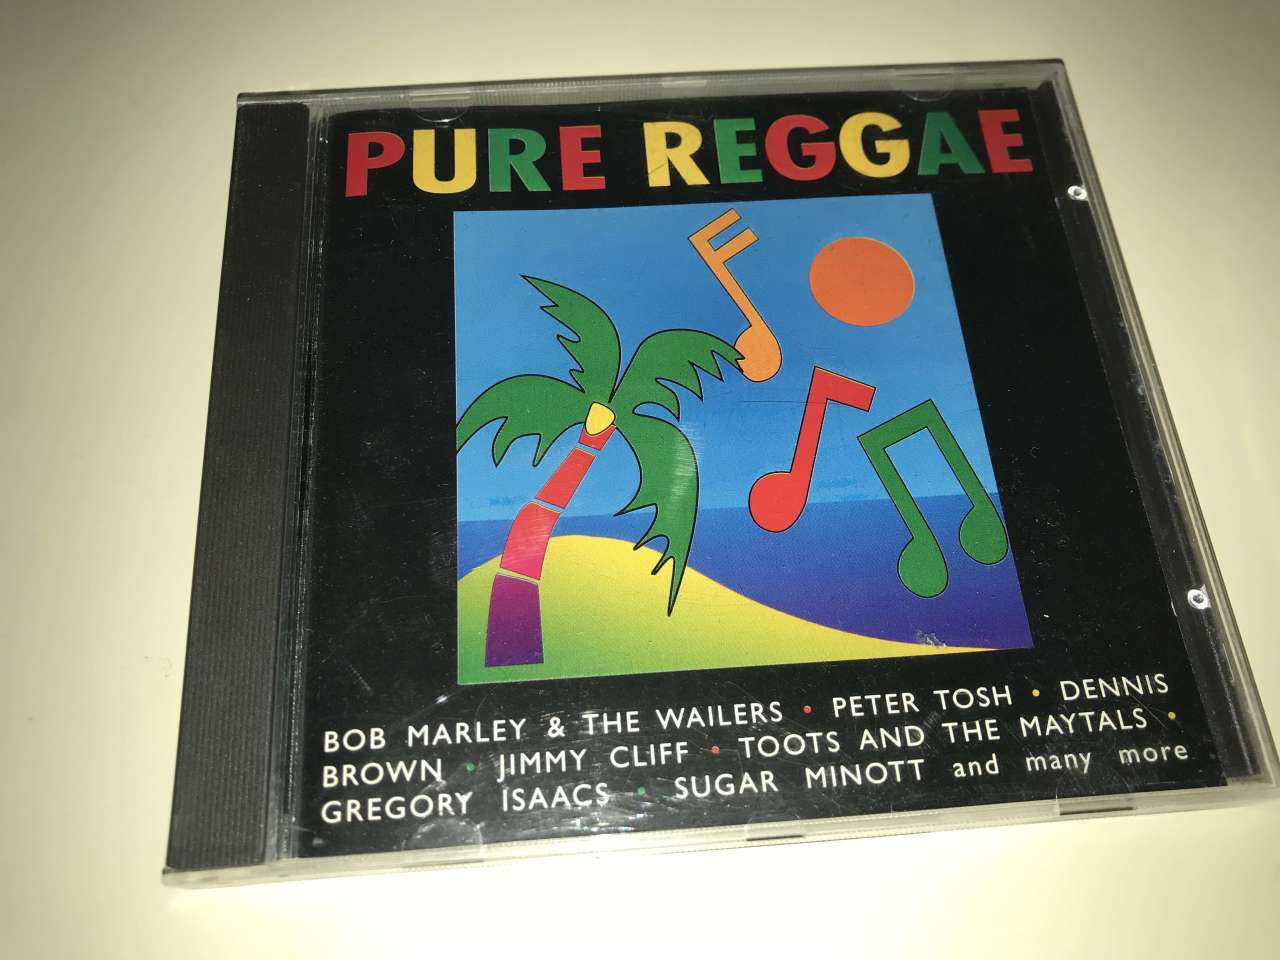 PURE REGGAE
BOB MARLEY & THE WAILERS • PETER TOSH • DENNIS
BROWN • JIMMY CLIFF • TOOTS AND THE MAYTALS •
GREGORY ISAACS • SUGAR MINOTT and many more